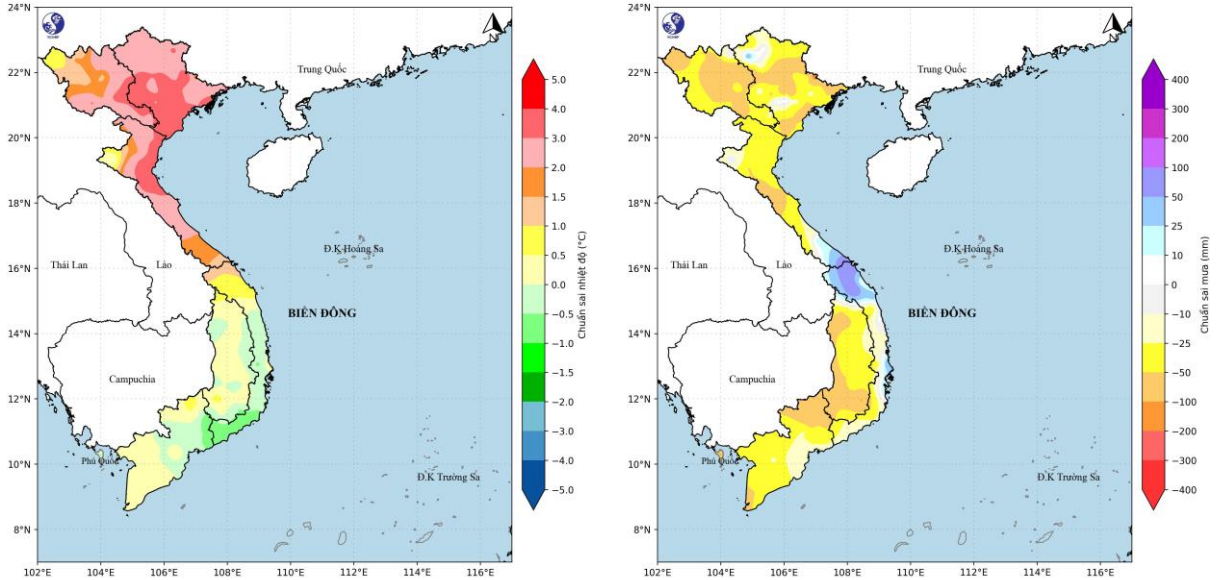 24°N
22°N
20°N
18°N
16°N
14°N
12°N
10°N
8°N
102°E
104°E
106°E
108°E
110°E
112°E
114°E
116°E
N
Trung Quốc
Đ.K Hoàng Sa
Thái Lan
Lào
BIỂN ĐÔNG
Campuchia
Phú Quốc
Đ.K Trường Sa
5.0
4.0
3.0
2.0
1.5
1.0
0.5
0.0
−0.5
−1.0
−1.5
−2.0
−3.0
−4.0
−5.0
Chuẩn sai nhiệt độ (°C)
24°N
22°N
20°N
18°N
16°N
14°N
12°N
10°N
8°N
102°E
104°E
106°E
108°E
110°E
112°E
114°E
116°E
N
Trung Quốc
Đ.K Hoàng Sa
Thái Lan
Lào
BIỂN ĐÔNG
Campuchia
Phú Quốc
Đ.K Trường Sa
400
300
200
100
50
25
10
0
−10
−25
−50
−100
−200
−300
−400
Chuẩn sai mưa (mm)